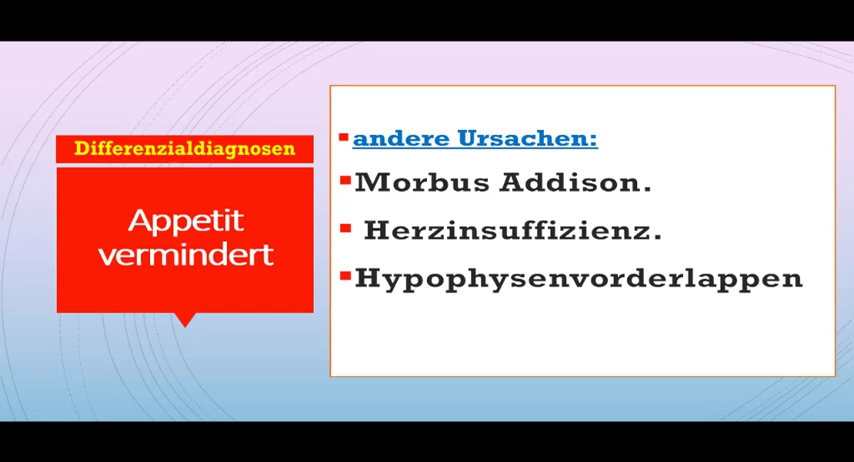 Differenzialdiagnosen
Appetit
vermindert
andere Ursachen:
Morbus Addison.
Herzinsuffizienz.
Hypophysenvorderlappen